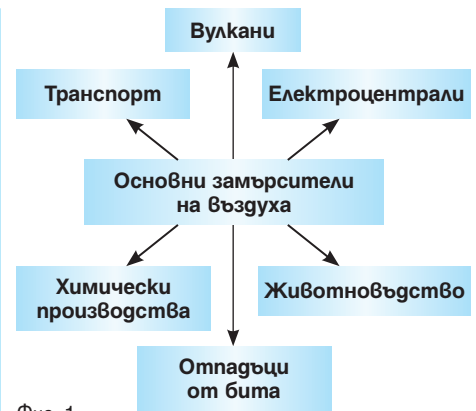 Вулкани
Транспорт
Електроцентрали
Основни замърсители
на въздуха
Химически
производства
Животновъдство
Отпадъци
от бита